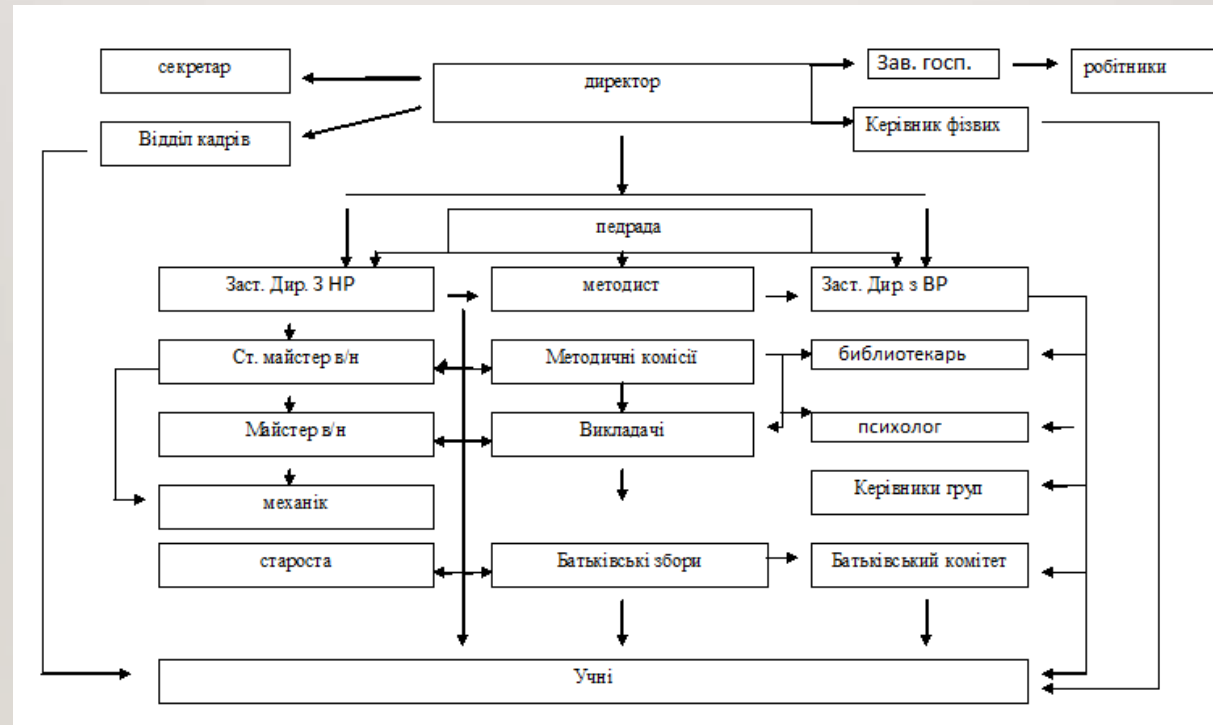 секретар
директор
Зав. госп.
робітники
Відділ кадрів
Керівник фізвих
педрада
Заст. Дир. З НР
методист
Заст. Дир. з ВР
Ст. майстер в/н
Методичні комісії
библиотекарь
Майстер в/н
Викладачі
психолог
механік
Керівники груп
староста
Батьківські збори
Батьківський комітет
Учні